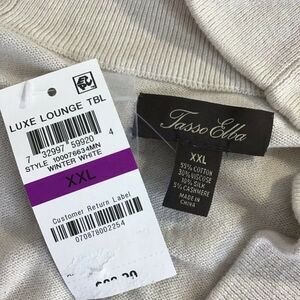 LUXE LOUNGE TBL
7 32997 59920 4
STYLE 100076634MN
WINTER WHITE
XXL
Customer Return Label
070878002254
Tasso Elba
XXL
55% COTTON
30% VISCOSE
10% SILK
5% CASHMERE
MADE IN
CHINA